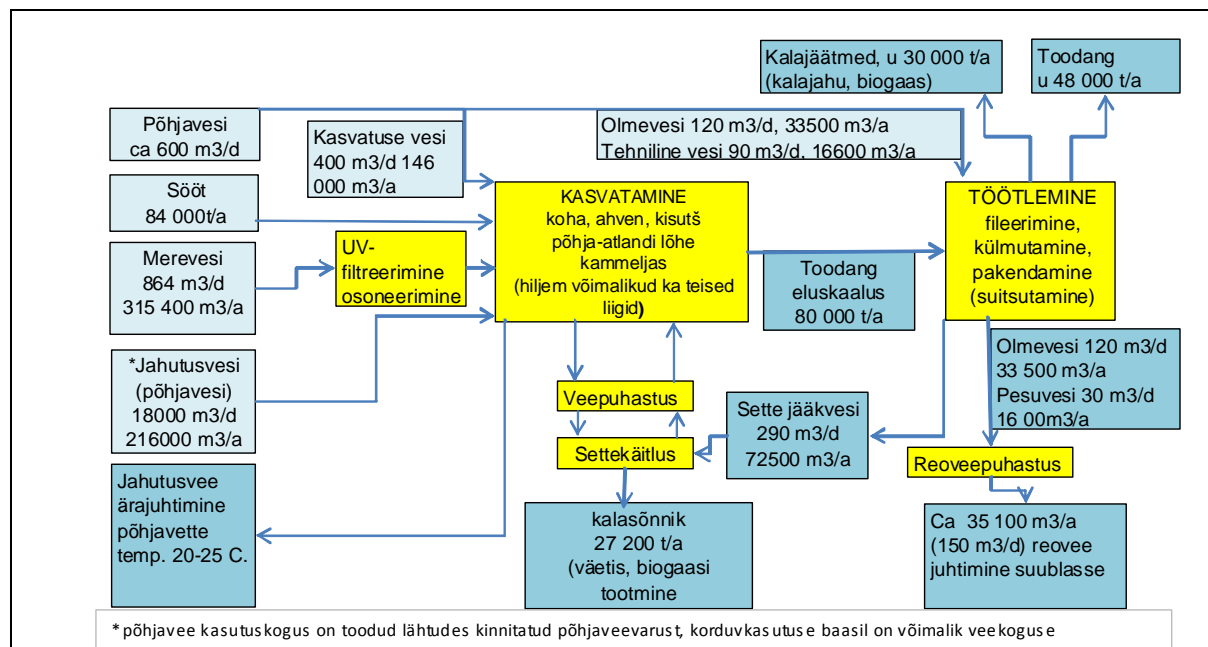 Kalajäätmed, u 30 000 t/a
(kalajahu, biogaas)
Toodang
u 48 000 t/a
Põhjavesi
ca 600 m3/d
Kasvatuse vesi
400 m3/d 146
000 m3/a
Olmevesi 120 m3/d, 33500 m3/a
Tehniline vesi 90 m3/d, 16600 m3/a
Sööt
84 000t/a
KASVATAMINE
koha, ahven, kisutš
põhja-atlandi lõhe
kammeljas
(hiljem võimalikud ka teised
liigid)
TÖÖTLEMINE
fileerimine,
külmutamine,
pakendamine
(suitsutamine)
Merevesi
864 m3/d
315 400 m3/a
UV-
filtreerimine
osoneerimine
Toodang
eluskaalus
80 000 t/a
*Jahutusvesi
(põhjavesi)
18000 m3/d
216000 m3/a
Olmevesi 120 m3/d
33 500 m3/a
Pesuvesi 30 m3/d
16 00m3/a
Veepuhastus
Settekäitlus
Sette jääkvesi
290 m3/d
72500 m3/a
Reoveepuhastus
Jahutusvee
ärajuhtimine
põhjavette
temp. 20-25 C.
kalasõnnik
27 200 t/a
(väetis, biogaasi
tootmine
Ca 35 100 m3/a
(150 m3/d) reovee
juhtimine suublasse
* põhjavee kasutuskogus on toodud lähtudes kinnitatud põhjaveevarust, korduvkasutuse baasil on võimalik veekoguse